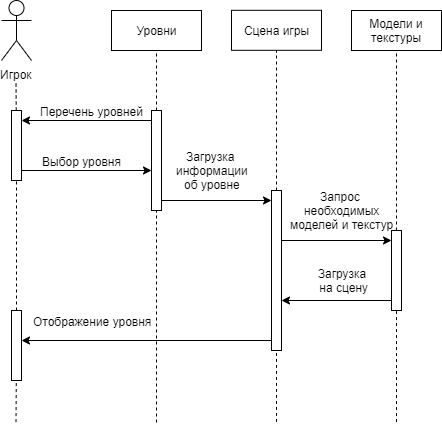 Игрок
Уровни
Сцена игры
Модели и
текстуры
Перечень уровней
Выбор уровня
Загрузка
информации
об уровне
Запрос
необходимых
моделей и текстур
Загрузка
на сцену
Отображение уровня